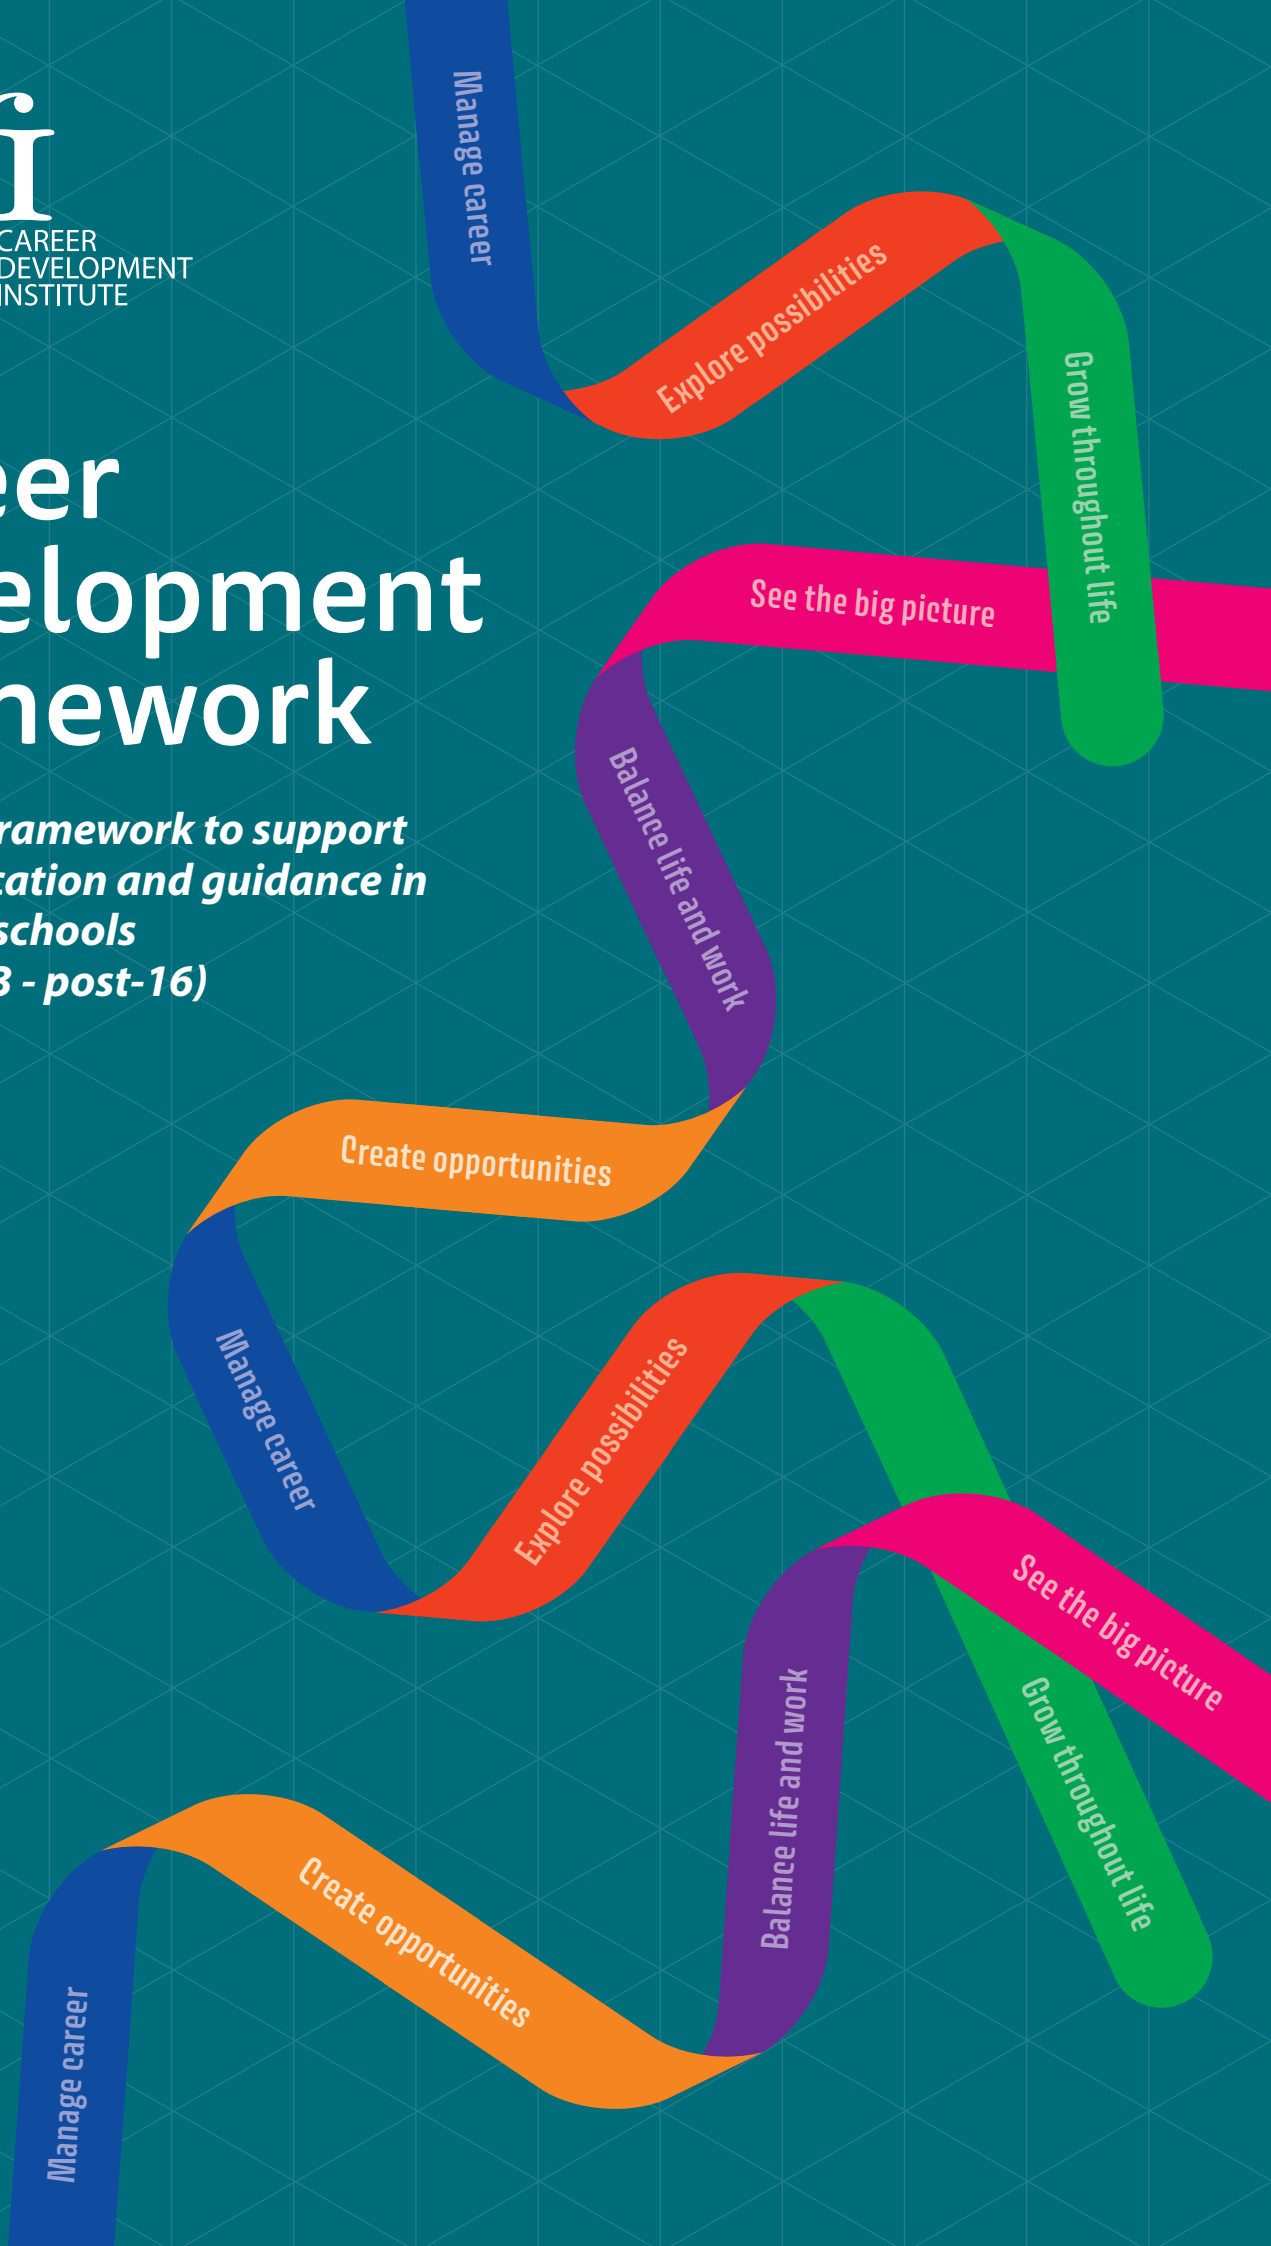 Manage career
i
CAREER
DEVELOPMENT
INSTITUTE
Explore possibilities
Grow throughout life
eer
elopment
nework
See the big picture
Balance life and work
ramework to support
cation and guidance in
schools
3 - post-16)
Create opportunities
Manage career
Explore possibilities
See the big picture
Grow throughout life
Balance life and work
Create opportunities
Manage career